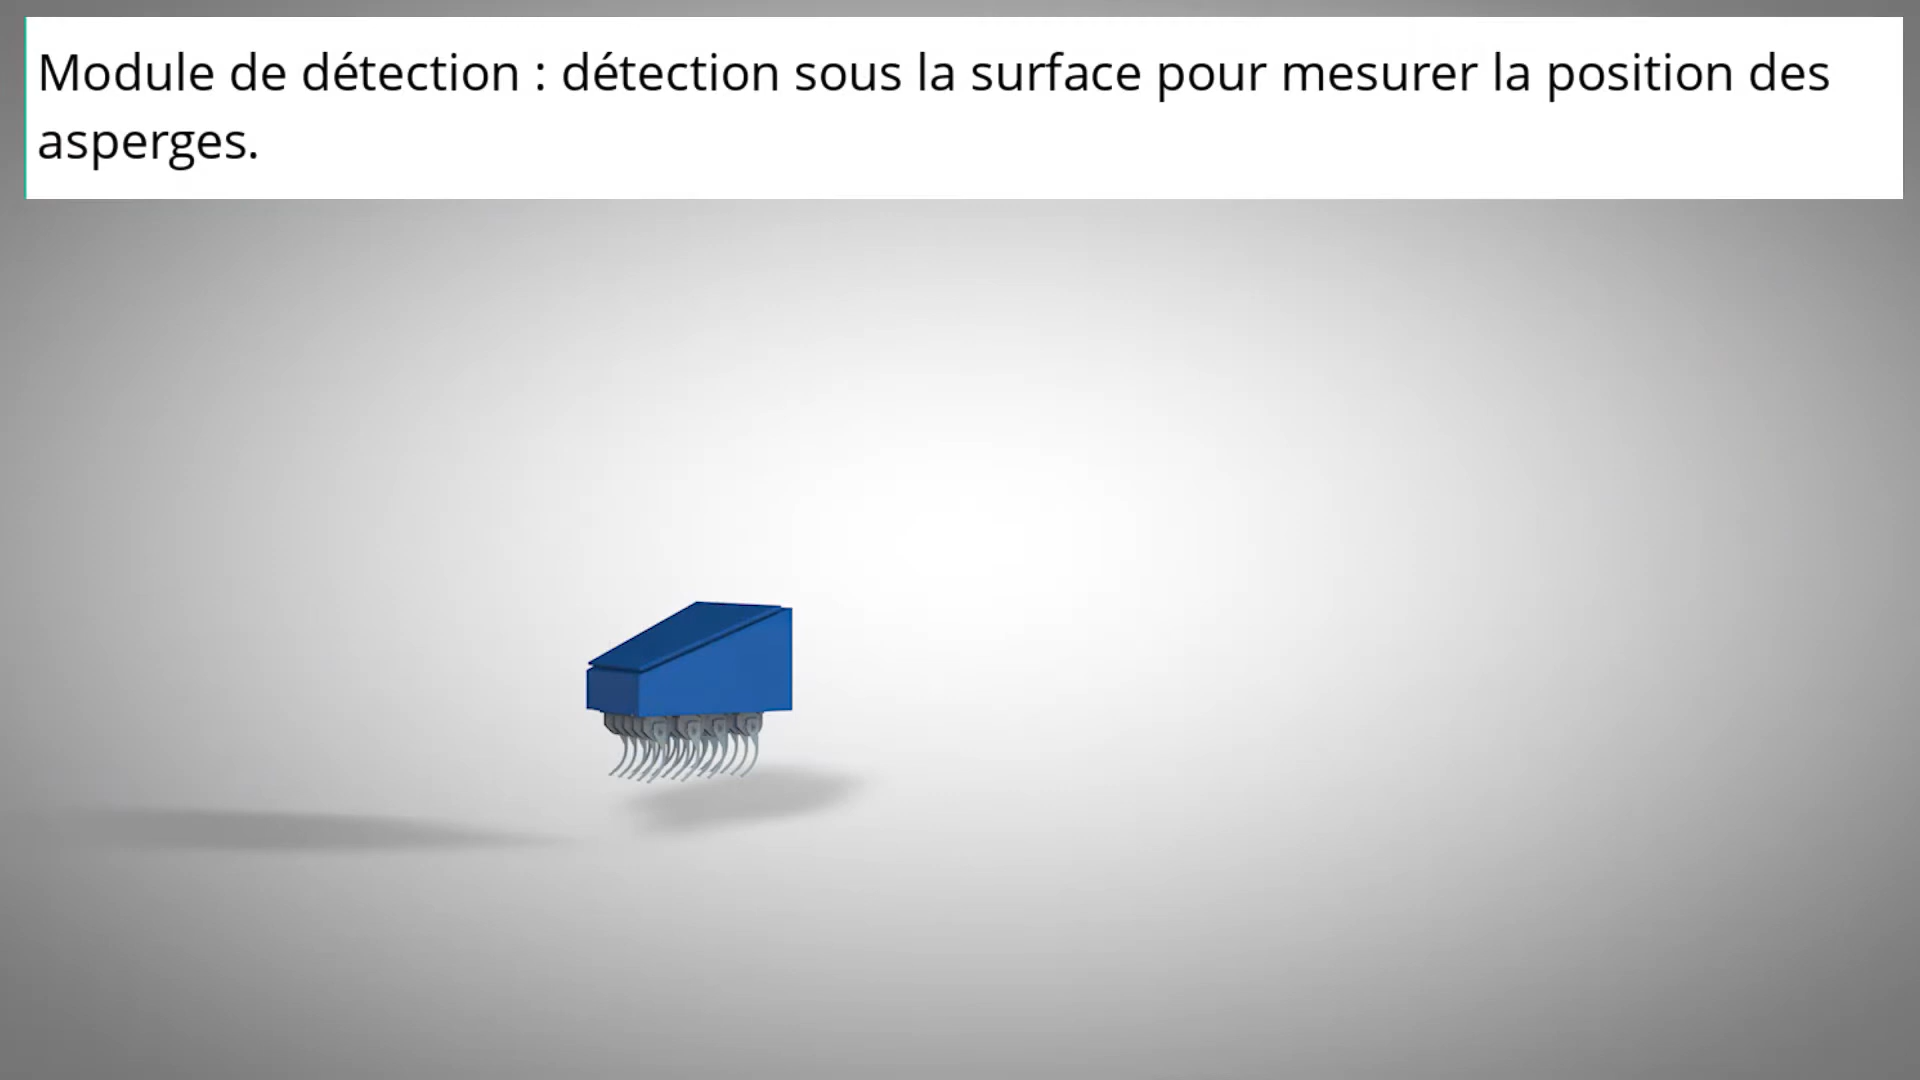 Module de détection : détection sous la surface pour mesurer la position des
asperges.